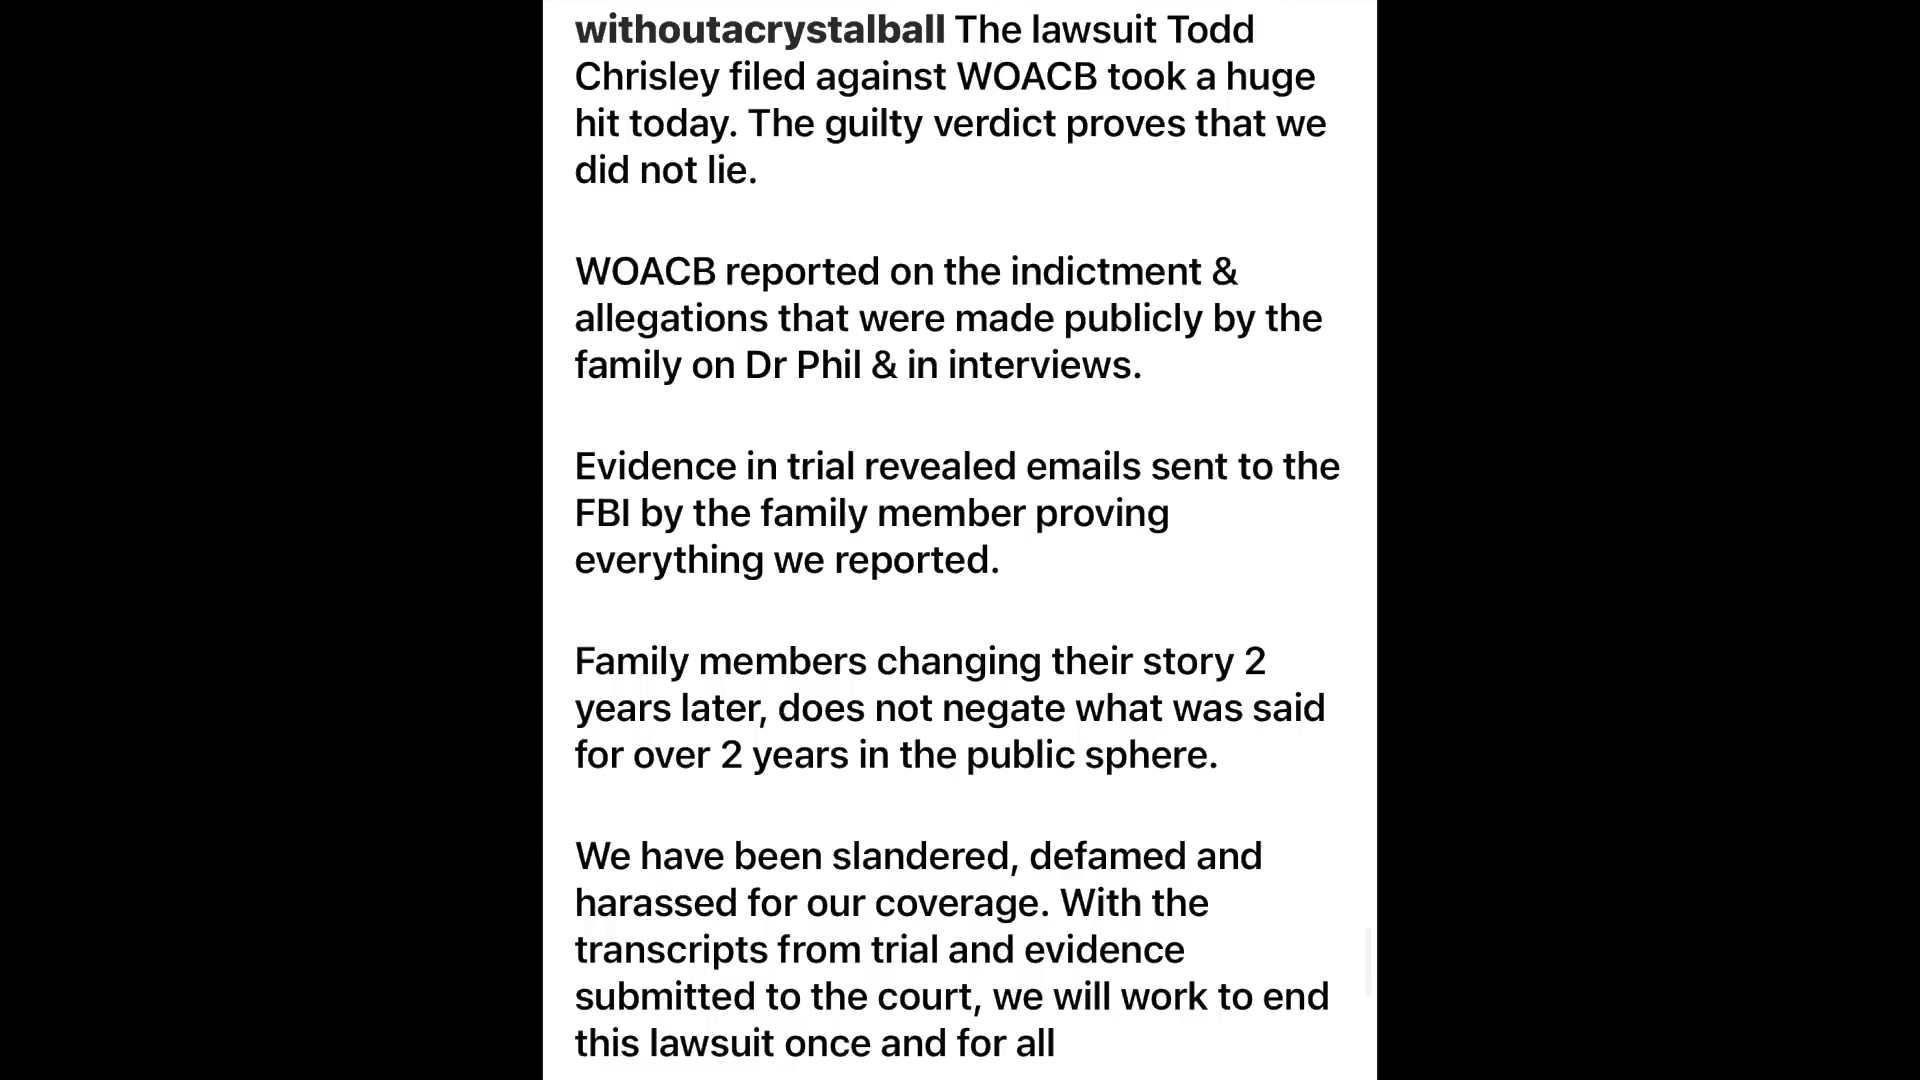 withoutacrystalball The lawsuit Todd
Chrisley filed against WOACB took a huge
hit today. The guilty verdict proves that we
did not lie.
WOACB reported on the indictment &
allegations that were made publicly by the
family on Dr Phil & in interviews.
Evidence in trial revealed emails sent to the
FBI by the family member proving
everything we reported.
Family members changing their story 2
years later, does not negate what was said
for over 2 years in the public sphere.
We have been slandered, defamed and
harassed for our coverage. With the
transcripts from trial and evidence
submitted to the court, we will work to end
this lawsuit once and for all